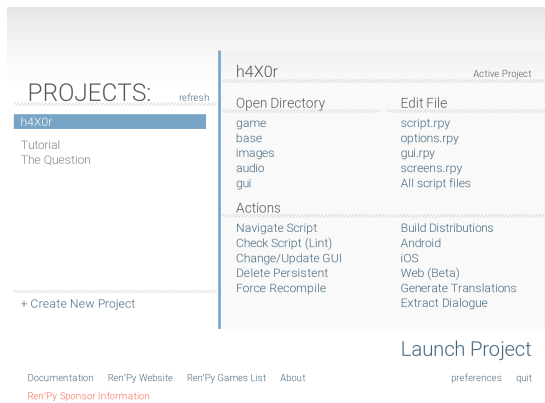 PROJECTS:
refresh
h4X0r
Tutorial
The Question
+ Create New Project
h4X0r
Active Project
Open Directory
game
base
images
audio
gui
Edit File
script.rpy
options.rpy
gui.rpy
screens.rpy
All script files
Actions
Navigate Script
Check Script (Lint)
Change/Update GUI
Delete Persistent
Force Recompile
Build Distributions
Android
iOS
Web (Beta)
Generate Translations
Extract Dialogue
Launch Project
Documentation Ren'Py Website Ren'Py Games List About
preferences quit
Ren'Py Sponsor Information